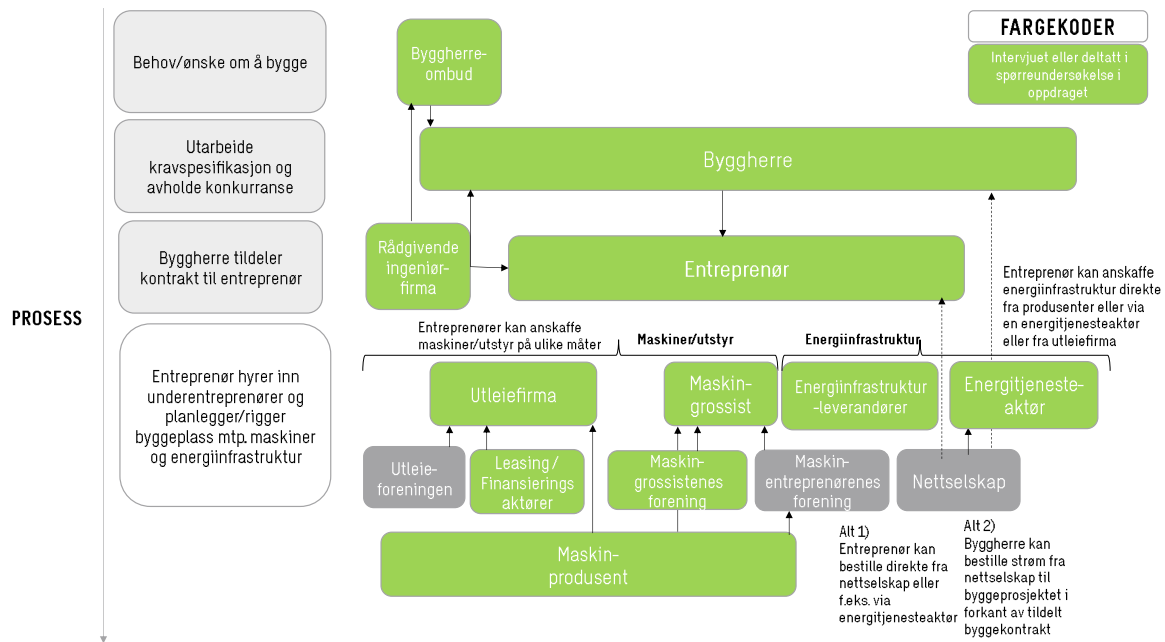 FARGEKODER
Intervjuet eller deltatt i
spørreundersøkelse i
oppdraget
PROSESS
Behov/ønske om å bygge
Utarbeide
kravspesifikasjon og
avholde konkurranse
Byggherre tildeler
kontrakt til entreprenør
Entreprenør hyrer inn
underentreprenører og
planlegger/rigger
byggeplass mtp. maskiner
og energiinfrastruktur
Byggherre-
ombud
Byggherre
Rådgivende
ingeniør-
firma
Entreprenør
Entreprenør kan anskaffe
energiinfrastruktur direkte
fra produsenter eller via
en energitjenesteaktør
eller fra utleiefirma
Entreprenører kan anskaffe
maskiner/utstyr på ulike måter
Maskiner/utstyr
Energiinfrastruktur
Utleiefirma
Maskin-
grossist
Energiinfrastruktur
-leverandører
Energitjeneste-
aktør
Utleie-
foreningen
Leasing/
Finansierings
aktører
Maskin-
grossistenes
forening
Maskin-
entreprenørenes
forening
Nettselskap
Maskin-
produsent
Alt 1)
Entreprenør kan
bestille direkte fra
nettselskap eller
f.eks. via
energitjenesteaktør
Alt 2)
Byggherre kan
bestille strøm fra
nettselskap til
byggeprosjektet i
forkant av tildelt
byggekontrakt